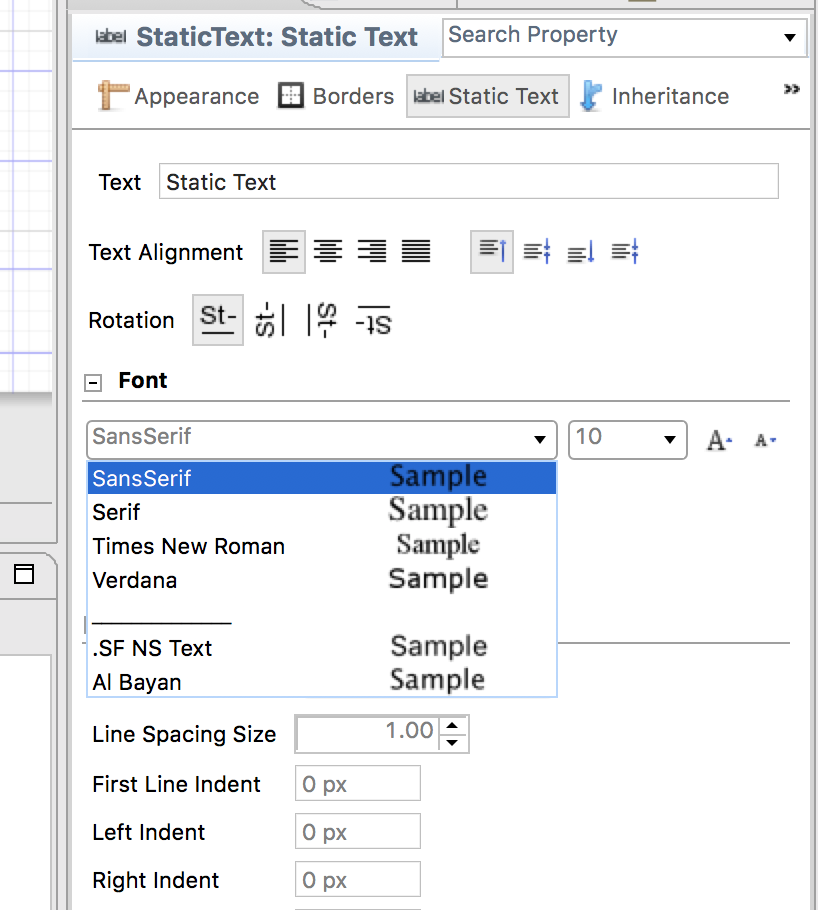 label StaticText: Static Text Search Property
Appearance Borders label Static Text Inheritance »
Text Static Text
Text Alignment
Rotation St- St- St- St-
Font
SansSerif 10 A A
SansSerif Sample
Serif Sample
Times New Roman Sample
Verdana Sample
.SF NS Text Sample
Al Bayan Sample
Line Spacing Size 1.00
First Line Indent 0 px
Left Indent 0 px
Right Indent 0 px